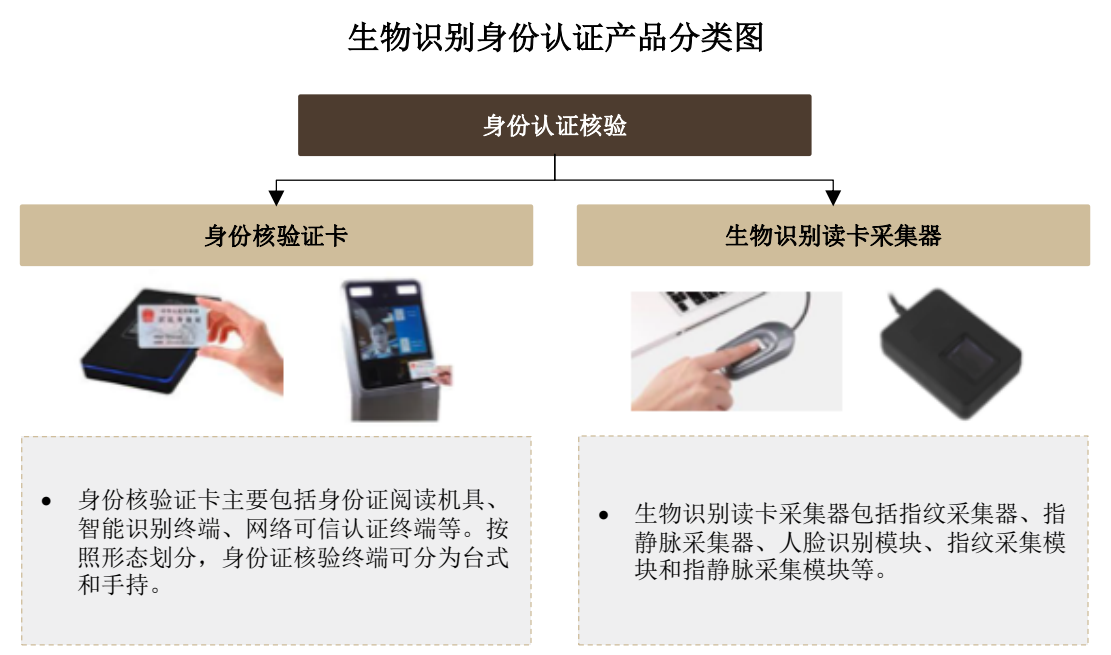 生物识别身份认证产品分类图
身份认证核验
身份核验证卡
生物识别读卡采集器
• 身份核验证卡主要包括身份证阅读机具、
智能识别终端、网络可信认证终端等。按
照形态划分，身份证核验终端可分为台式
和手持。
• 生物识别读卡采集器包括指纹采集器、指
静脉采集器、人脸识别模块、指纹采集模
块和指静脉采集模块等。